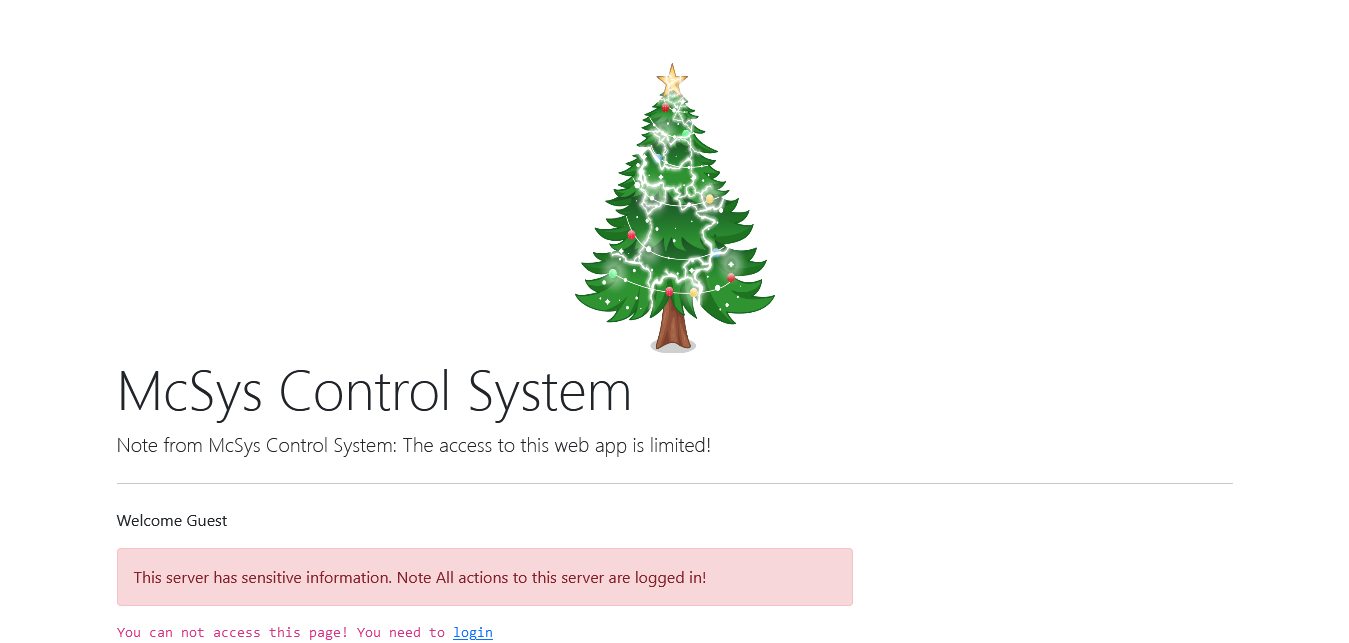 McSys Control System
Note from McSys Control System: The access to this web app is limited!
Welcome Guest
This server has sensitive information. Note All actions to this server are logged in!
You can not access this page! You need to login